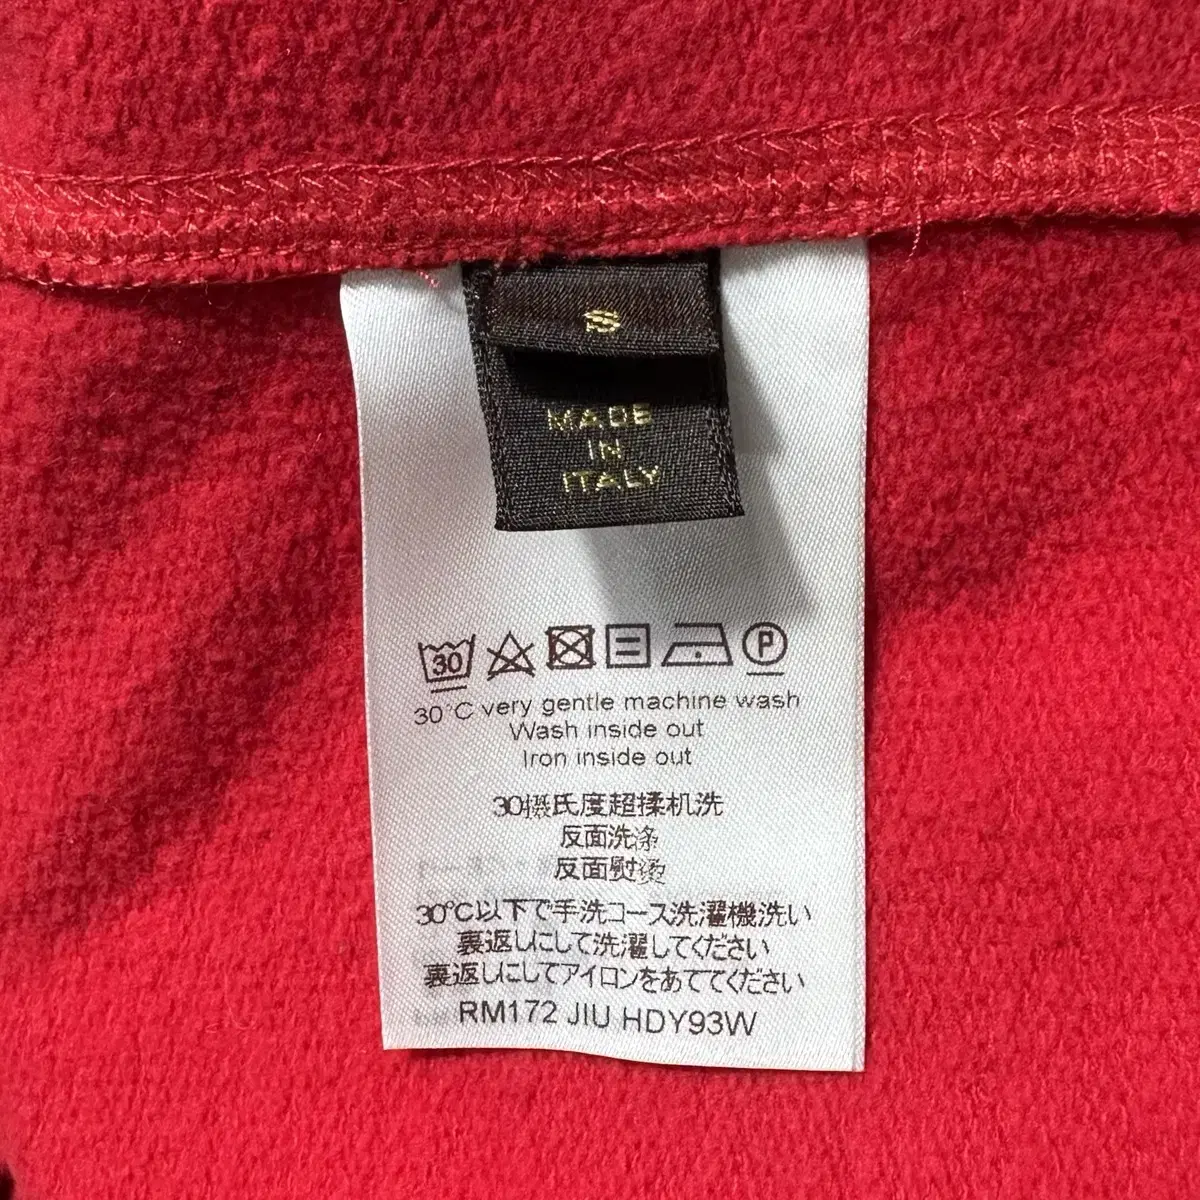 S
MADE
IN
ITALY
30
P
30°C very gentle machine wash
Wash inside out
Iron inside out
30摄氏度超揉机洗
反面洗涤
反面熨烫
30°C以下で手洗コース洗濯機洗い
裏返しにして洗濯してください
裏返しにしてアイロンをあててください
RM172 JIU HDY93W